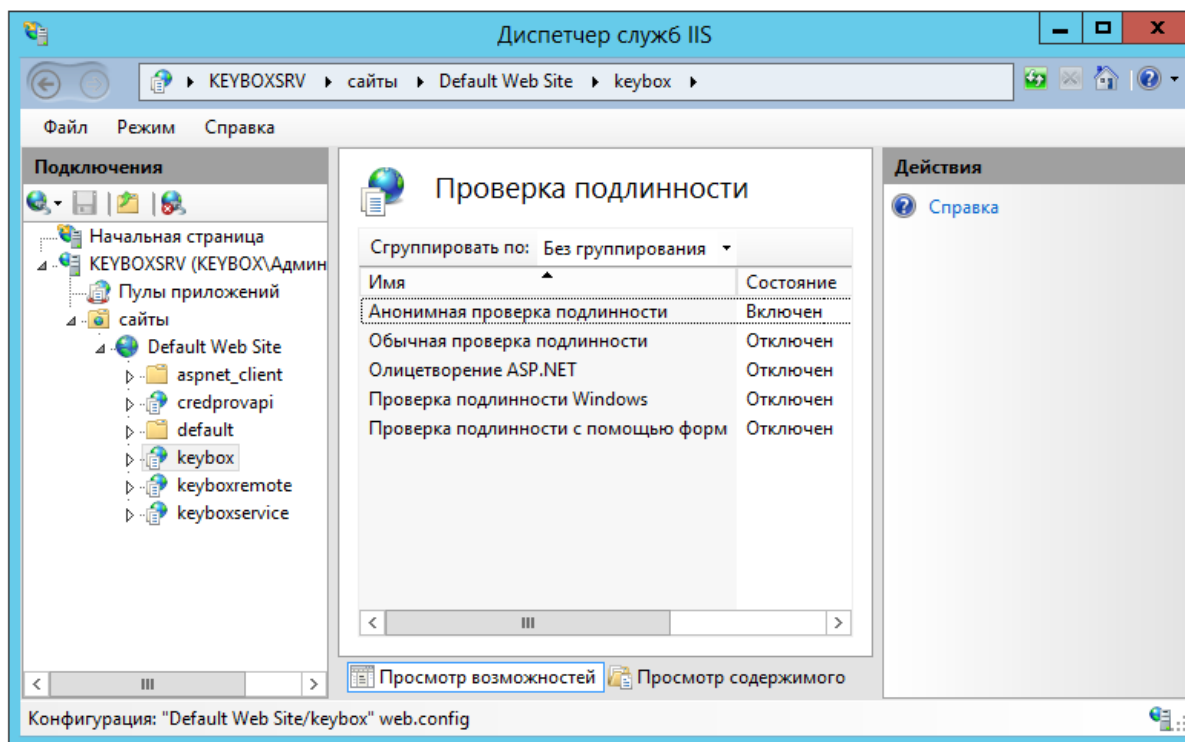 Диспетчер служб IIS
KEYBOXSRV
сайты
Default Web Site
keybox
Файл
Режим
Справка
Подключения
Начальная страница
KEYBOXSRV (KEYBOX\Админ
Пулы приложений
сайты
Default Web Site
aspnet_client
credprovapi
default
keybox
keyboxremote
keyboxservice
Проверка подлинности
Сгруппировать по: Без группирования
Имя Состояние
Анонимная проверка подлинности Включен
Обычная проверка подлинности Отключен
Олицетворение ASP.NET Отключен
Проверка подлинности Windows Отключен
Проверка подлинности с помощью форм Отключен
Просмотр возможностей
Просмотр содержимого
Действия
Справка
Конфигурация: "Default Web Site/keybox" web.config